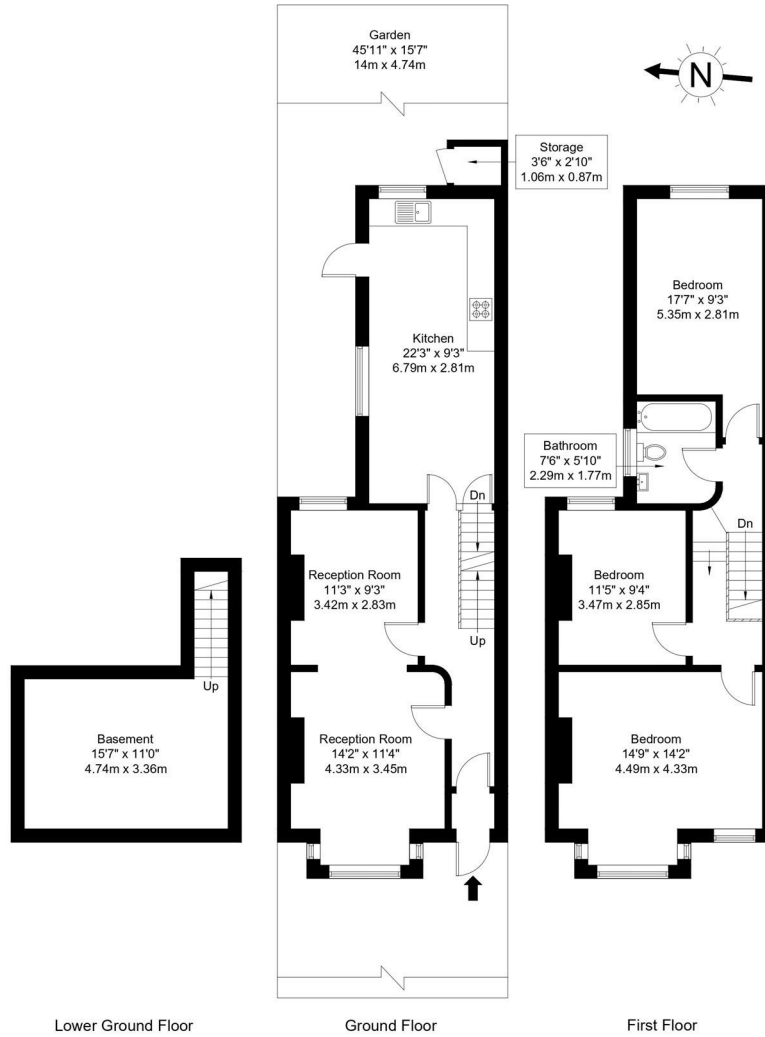 Garden
45'11" x 15'7"
14m x 4.74m
N
Storage
3'6" x 2'10"
1.06m x 0.87m
Kitchen
22'3" x 9'3"
6.79m x 2.81m
Dn
Reception Room
11'3" x 9'3"
3.42m x 2.83m
Up
Reception Room
14'2" x 11'4"
4.33m x 3.45m
Bedroom
17'7" x 9'3"
5.35m x 2.81m
Bathroom
7'6" x 5'10"
2.29m x 1.77m
Dn
Bedroom
11'5" x 9'4"
3.47m x 2.85m
Bedroom
14'9" x 14'2"
4.49m x 4.33m
Up
Basement
15'7" x 11'0"
4.74m x 3.36m
Lower Ground Floor
Ground Floor
First Floor